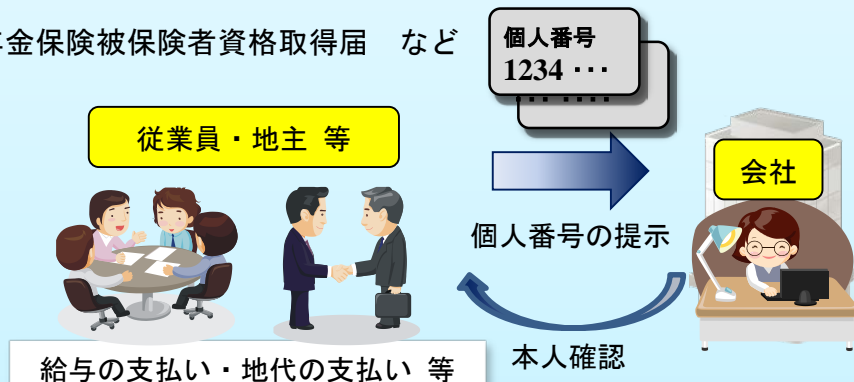 金保険被保険者資格取得届　など
個人番号
1234 ･･･
従業員・地主 等
会社
個人番号の提示
本人確認
給与の支払い・地代の支払い 等